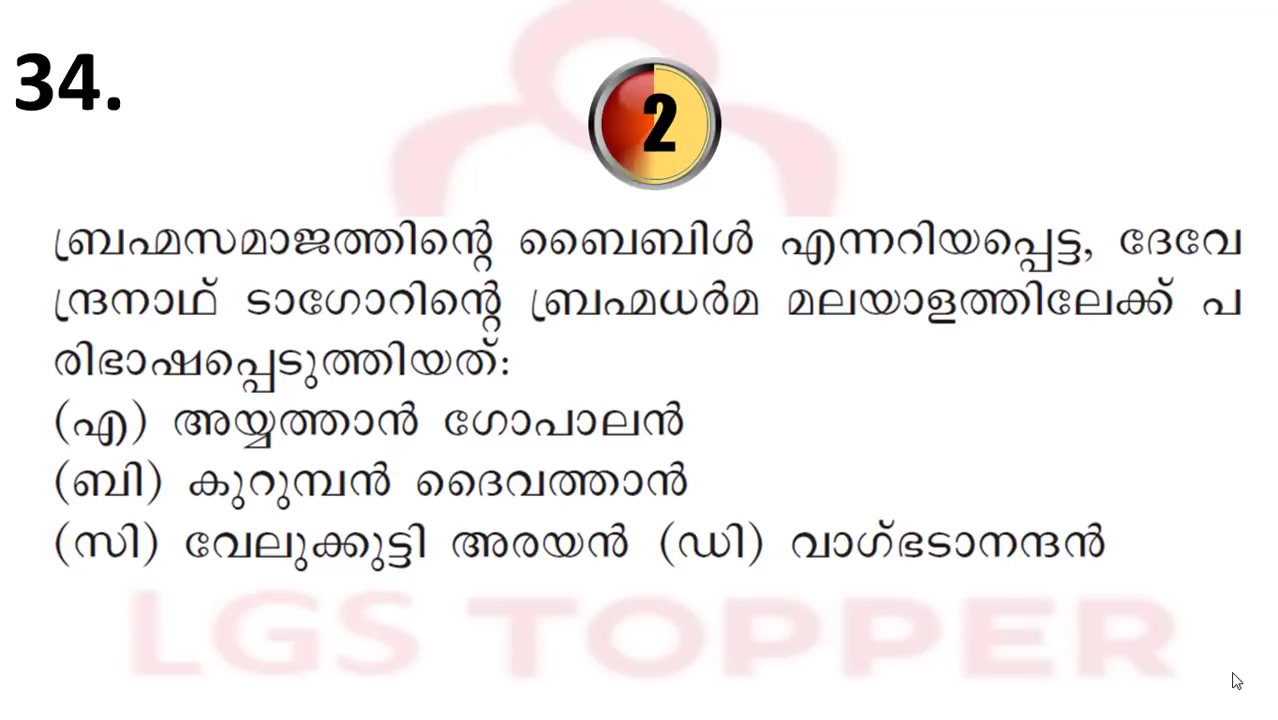 34.
2
ബ്രഹ്മസമാജത്തിന്റെ ബൈബിൾ എന്നറിയപ്പെട്ട, ദേവേ
ന്ദ്രനാഥ് ടാഗോറിന്റെ ബ്രഹ്മധർമ മലയാളത്തിലേക്ക് പ
രിഭാഷപ്പെടുത്തിയത്:
(എ) അയ്യത്താൻ ഗോപാലൻ
(ബി) കുറുമ്പൻ ദൈവത്താൻ
(സി) വേലുക്കുട്ടി അരയൻ (ഡി) വാഗ്ഭടാനന്ദൻ
LGS TOPPER